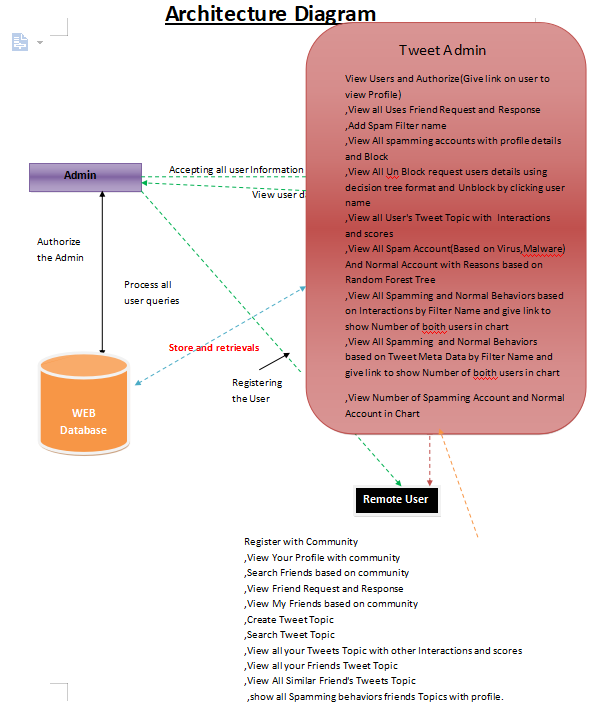 Architecture Diagram
Tweet Admin
View Users and Authorize(Give link on user to
view Profile)
,View all Uses Friend Request and Response
,Add Spam Filter name
,View All spamming accounts with profile details
and Block
,View All Un Block request users details using
decision tree format and Unblock by clicking user
name
,View all User's Tweet Topic with Interactions
and scores
,View All Spam Account(Based on Virus,Malware)
And Normal Account with Reasons based on
Random Forest Tree
,View All Spamming and Normal Behaviors based
on Interactions by Filter Name and give link to
show Number of boith users in chart
,View All Spamming and Normal Behaviors
based on Tweet Meta Data by Filter Name and
give link to show Number of boith users in chart
,View Number of Spamming Account and Normal
Account in Chart
Admin
Accepting all user Information
View user
Authorize
the Admin
Process all
user queries
Store and retrievals
Registering
the User
WEB
Database
Remote User
Register with Community
,View Your Profile with community
,Search Friends based on community
,View Friend Request and Response
,View My Friends based on community
,Create Tweet Topic
,Search Tweet Topic
,View all your Tweets Topic with other Interactions and scores
,View all your Friends Tweet Topic
,View All Similar Friend's Tweets Topic
,show all Spamming behaviors friends Topics with profile.